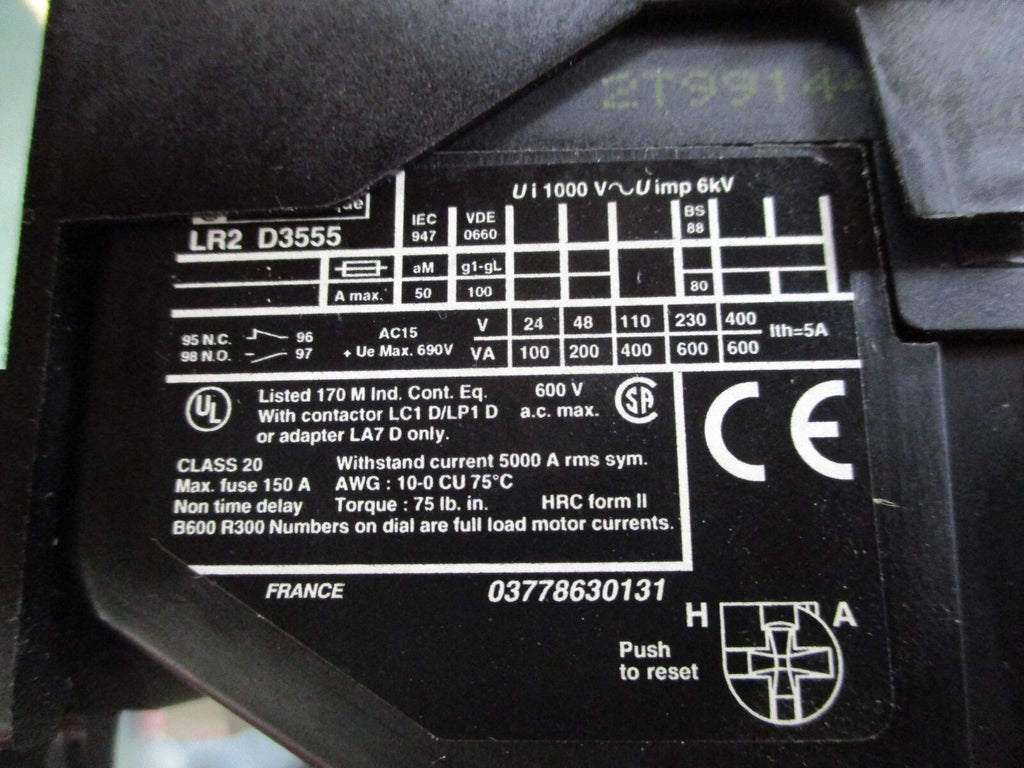 2T9914
U i 1000 V ~ U imp 6kV
LR2 D3555
IEC 947 VDE 0660 BS 88
aM g1-gL
A max. 50 100 80
95 N.C. 96
98 N.O. 97
AC15
+ Ue Max. 690V
V 24 48 110 230 400
VA 100 200 400 600 600
Ith=5A
UL Listed 170 M Ind. Cont. Eq. 600 V
With contactor LC1 D/LP1 D a.c. max.
or adapter LA7 D only.
CSA
CE
CLASS 20 Withstand current 5000 A rms sym.
Max. fuse 150 A AWG : 10-0 CU 75°C
Non time delay Torque : 75 lb. in. HRC form II
B600 R300 Numbers on dial are full load motor currents.
FRANCE 03778630131
H A
Push
to reset